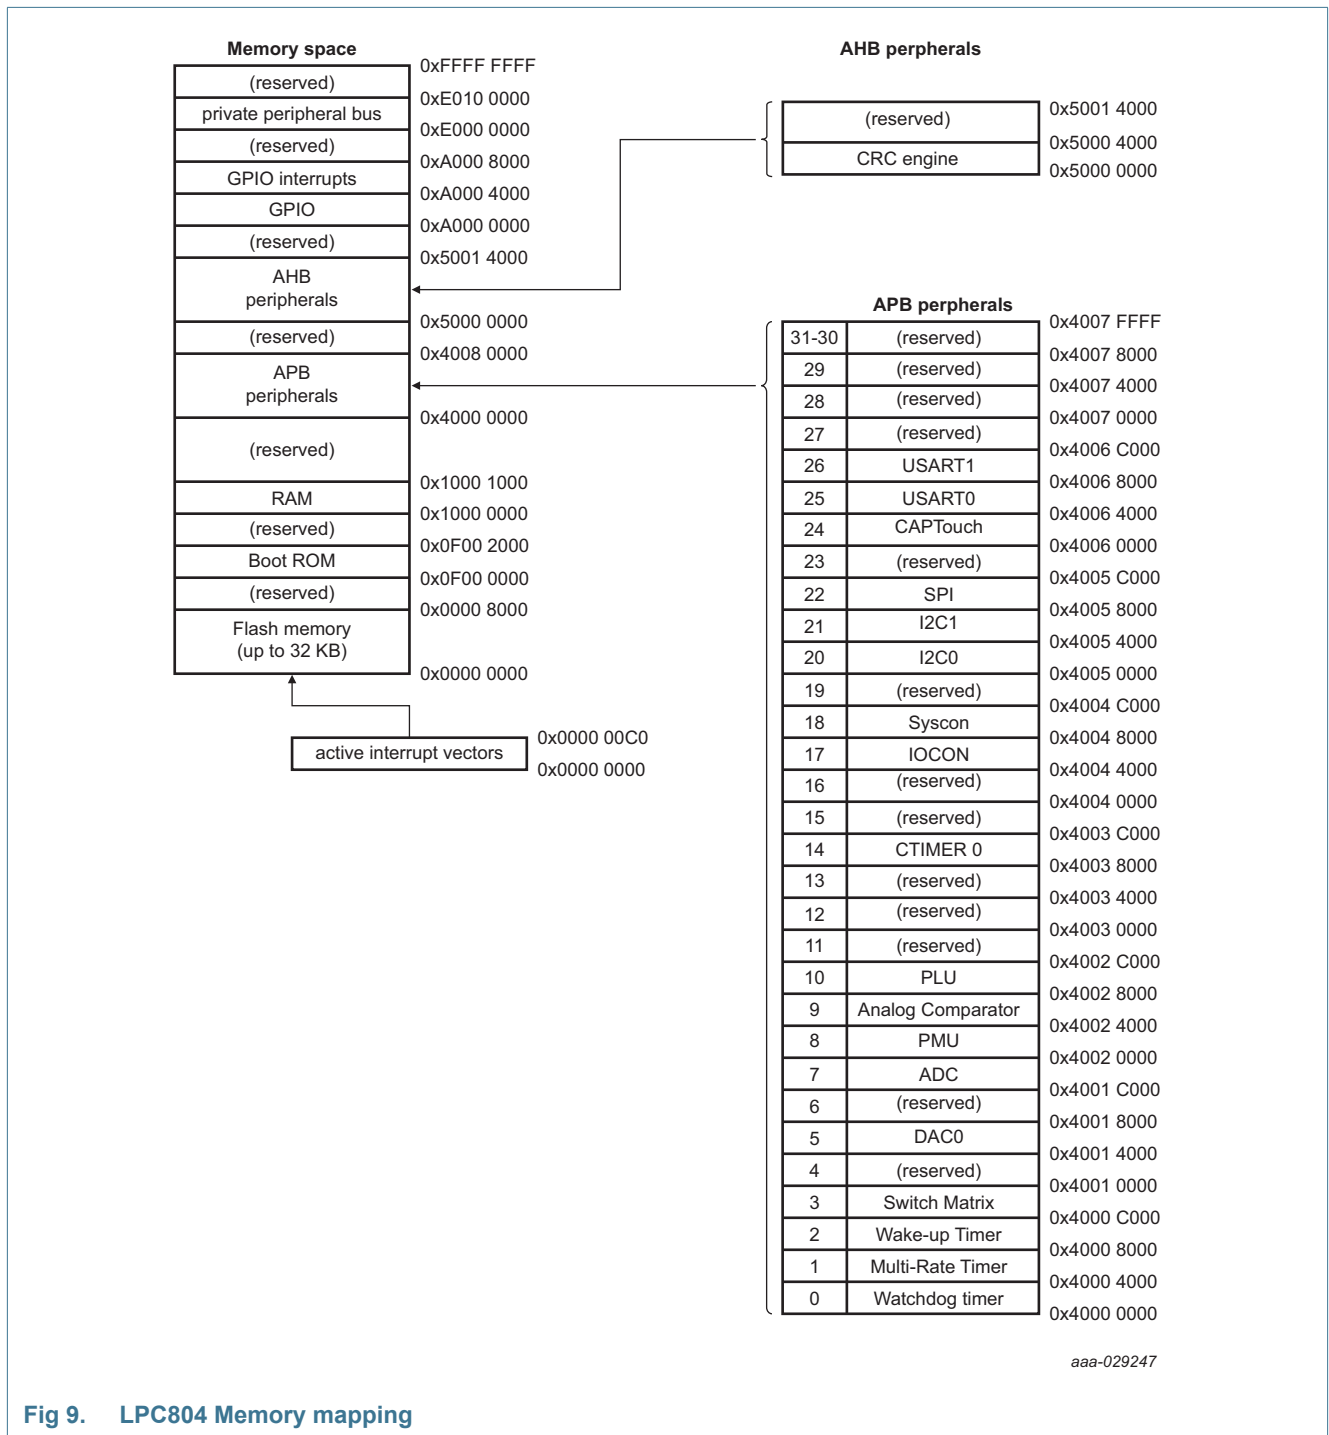 Memory space
0xFFFF FFFF
(reserved)
0xE010 0000
private peripheral bus
0xE000 0000
(reserved)
0xA000 8000
GPIO interrupts
0xA000 4000
GPIO
0xA000 0000
(reserved)
0x5001 4000
AHB
peripherals
0x5000 0000
(reserved)
0x4008 0000
APB
peripherals
0x4000 0000
(reserved)
0x1000 1000
RAM
0x1000 0000
(reserved)
0x0F00 2000
Boot ROM
0x0F00 0000
(reserved)
0x0000 8000
Flash memory
(up to 32 KB)
0x0000 0000
active interrupt vectors
0x0000 00C0
0x0000 0000
AHB perpherals
0x5001 4000
(reserved)
0x5000 4000
CRC engine
0x5000 0000
APB perpherals
0x4007 FFFF
31-30 (reserved)
0x4007 8000
29 (reserved)
0x4007 4000
28 (reserved)
0x4007 0000
27 (reserved)
0x4006 C000
26 USART1
0x4006 8000
25 USART0
0x4006 4000
24 CAPTouch
0x4006 0000
23 (reserved)
0x4005 C000
22 SPI
0x4005 8000
21 I2C1
0x4005 4000
20 I2C0
0x4005 0000
19 (reserved)
0x4004 C000
18 Syscon
0x4004 8000
17 IOCON
0x4004 4000
16 (reserved)
0x4004 0000
15 (reserved)
0x4003 C000
14 CTIMER 0
0x4003 8000
13 (reserved)
0x4003 4000
12 (reserved)
0x4003 0000
11 (reserved)
0x4002 C000
10 PLU
0x4002 8000
9 Analog Comparator
0x4002 4000
8 PMU
0x4002 0000
7 ADC
0x4001 C000
6 (reserved)
0x4001 8000
5 DAC0
0x4001 4000
4 (reserved)
0x4001 0000
3 Switch Matrix
0x4000 C000
2 Wake-up Timer
0x4000 8000
1 Multi-Rate Timer
0x4000 4000
0 Watchdog timer
0x4000 0000
aaa-029247
Fig 9. LPC804 Memory mapping